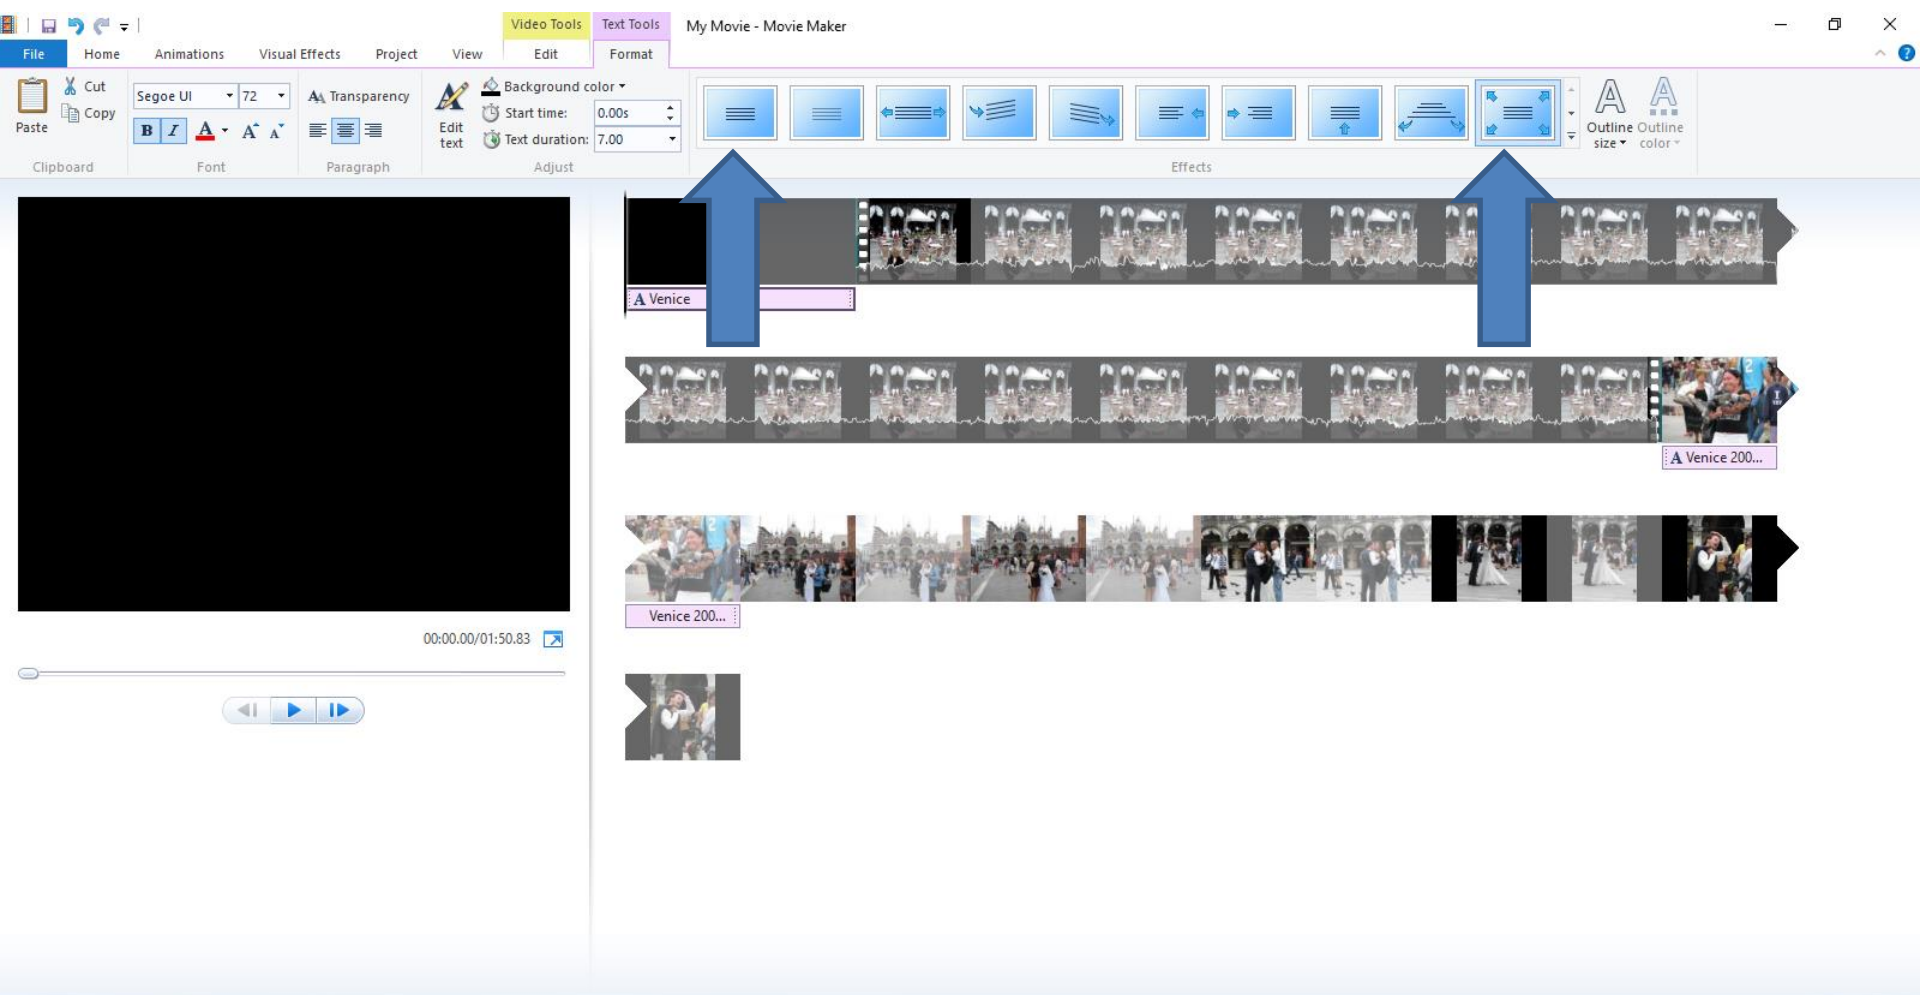 Video Tools Text Tools My Movie - Movie Maker
File Home Animations Visual Effects Project View Edit Format
Paste
Cut
Copy
Clipboard
Segoe UI 72
B I A A A
Font
AA Transparency
Paragraph
Edit
text
Background color
Start time: 0.00s
Text duration: 7.00
Adjust
Effects
Outline
size
Outline
color
A Venice
A Venice 200...
Venice 200...
00:00.00/01:50.83